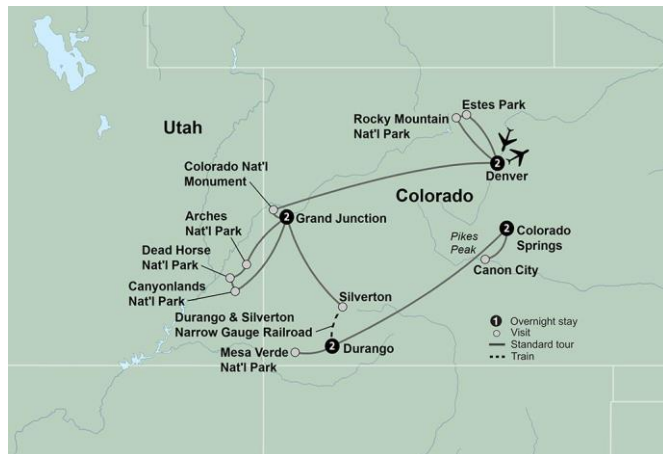 Estes Park
Rocky Mountain
Nat'l Park
Utah
2
Denver
Colorado Nat'l
Monument
Colorado
2
Grand Junction
Arches
Nat'l Park
2
Colorado
Springs
Pikes
Peak
Dead Horse
Nat'l Park
Canon City
Canyonlands
Nat'l Park
Silverton
Durango & Silverton
Narrow Gauge Railroad
2
Durango
Mesa Verde
Nat'l Park
1 Overnight stay
Visit
Standard tour
Train